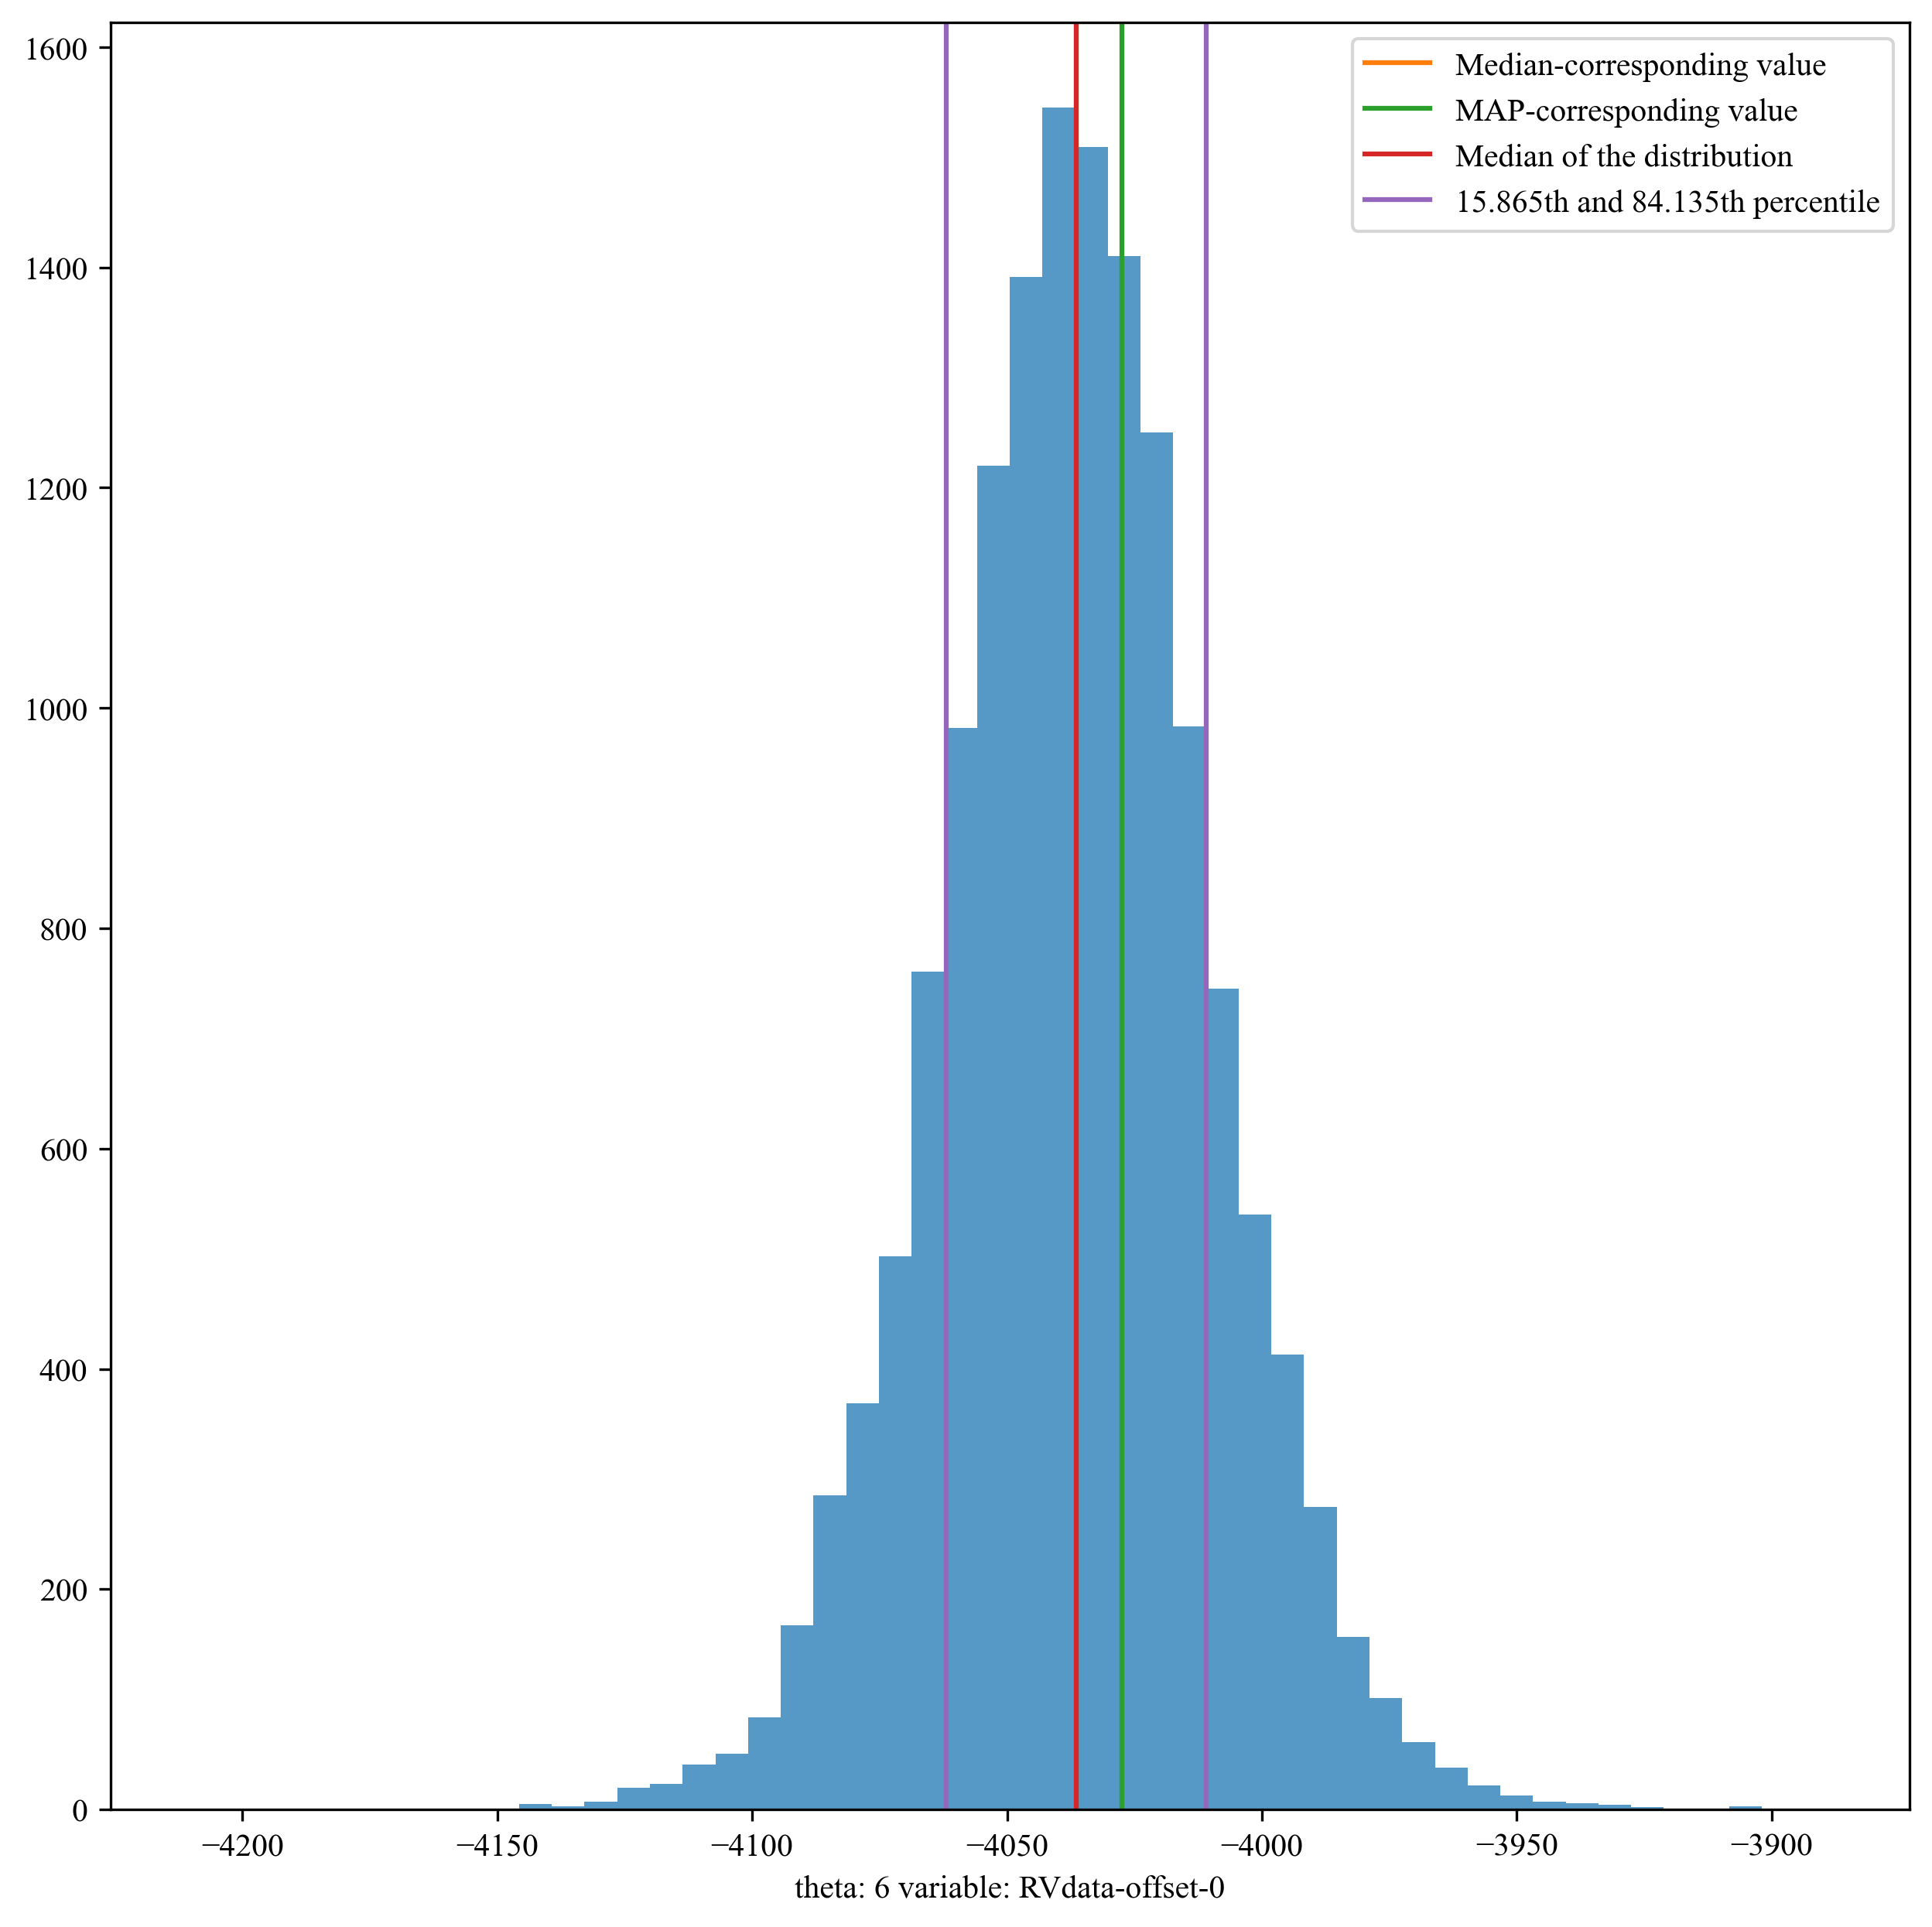 1600
1400
1200
1000
800
600
400
200
0
Median-corresponding value
MAP-corresponding value
Median of the distribution
15.865th and 84.135th percentile
−4200 −4150 −4100 −4050 −4000 −3950 −3900
theta: 6 variable: RVdata-offset-0